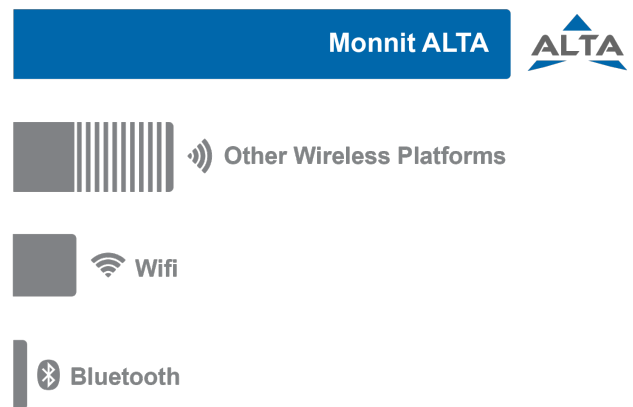 Monnit ALTA
ALTA
Other Wireless Platforms
Wifi
Bluetooth